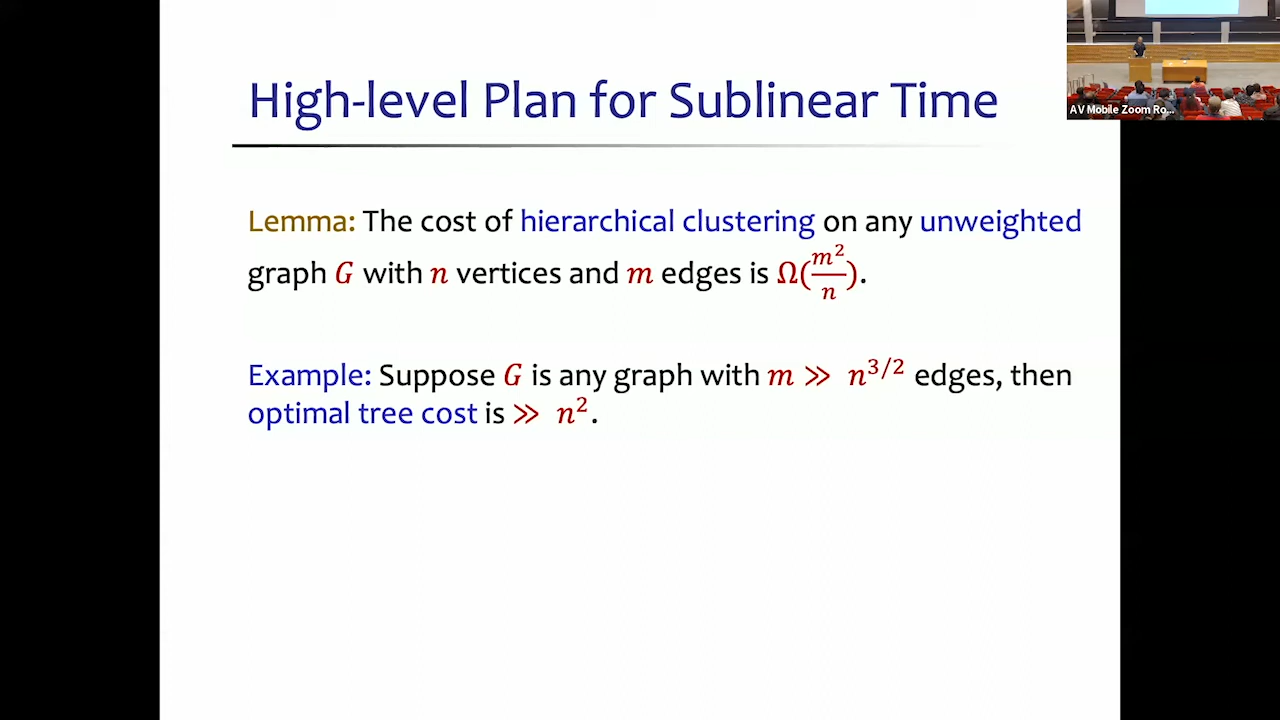 High-level Plan for Sublinear Time
AV Mobile Zoom Ro...
Lemma: The cost of hierarchical clustering on any unweighted
graph G with n vertices and m edges is Ω(m²/n).
Example: Suppose G is any graph with m ≫ n^{3/2} edges, then
optimal tree cost is ≫ n².